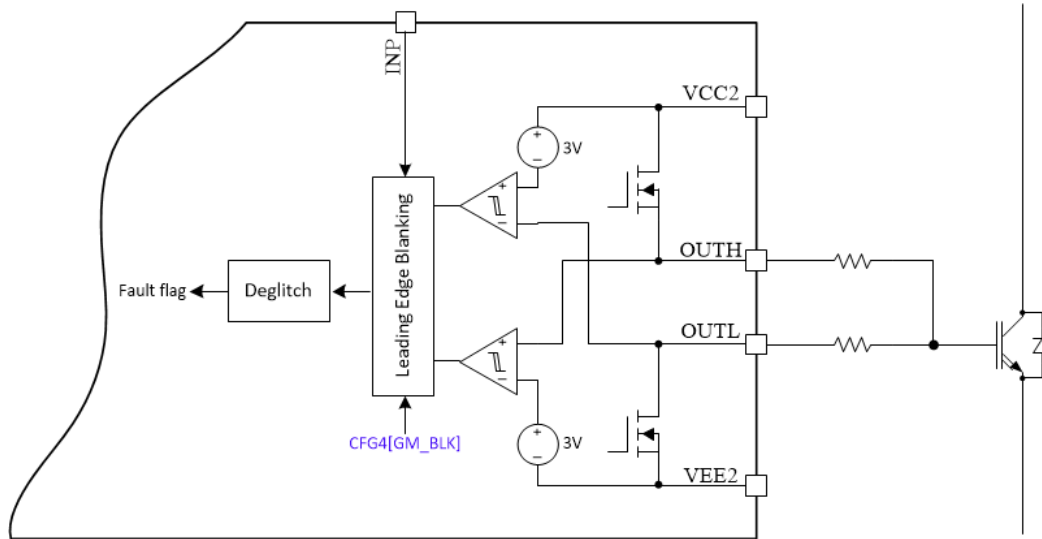 INP
VCC2
+
−
3V
+
−
Leading Edge Blanking
OUTH
Fault flag
Deglitch
OUTL
+
−
+
−
3V
CFG4[GM_BLK]
VEE2